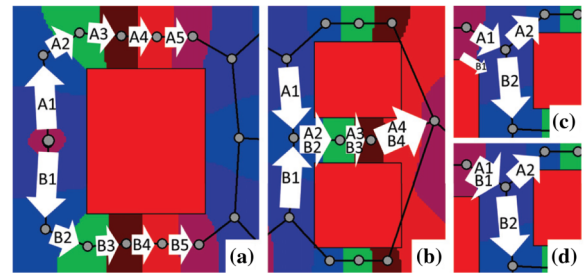 A2 A3 A4 A5
A1
B1
B2 B3 B4 B5
(a)
A1
A2 A3 A4
B2 B3 B4
B1
(b)
A1 A2
B1
B2
(c)
A1 A2
B1
B2
(d)